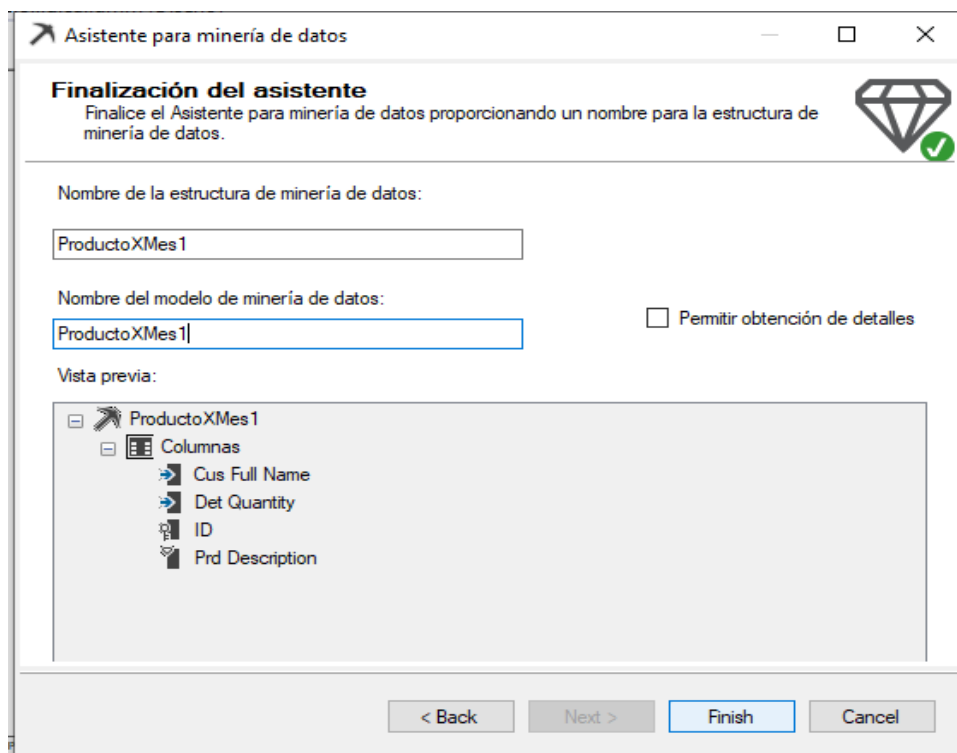 Asistente para minería de datos
Finalización del asistente
Finalice el Asistente para minería de datos proporcionando un nombre para la estructura de
minería de datos.
Nombre de la estructura de minería de datos:
ProductoXMes1
Nombre del modelo de minería de datos:
ProductoXMes1
Permitir obtención de detalles
Vista previa:
ProductoXMes1
Columnas
Cus Full Name
Det Quantity
ID
Prd Description
< Back
Next >
Finish
Cancel